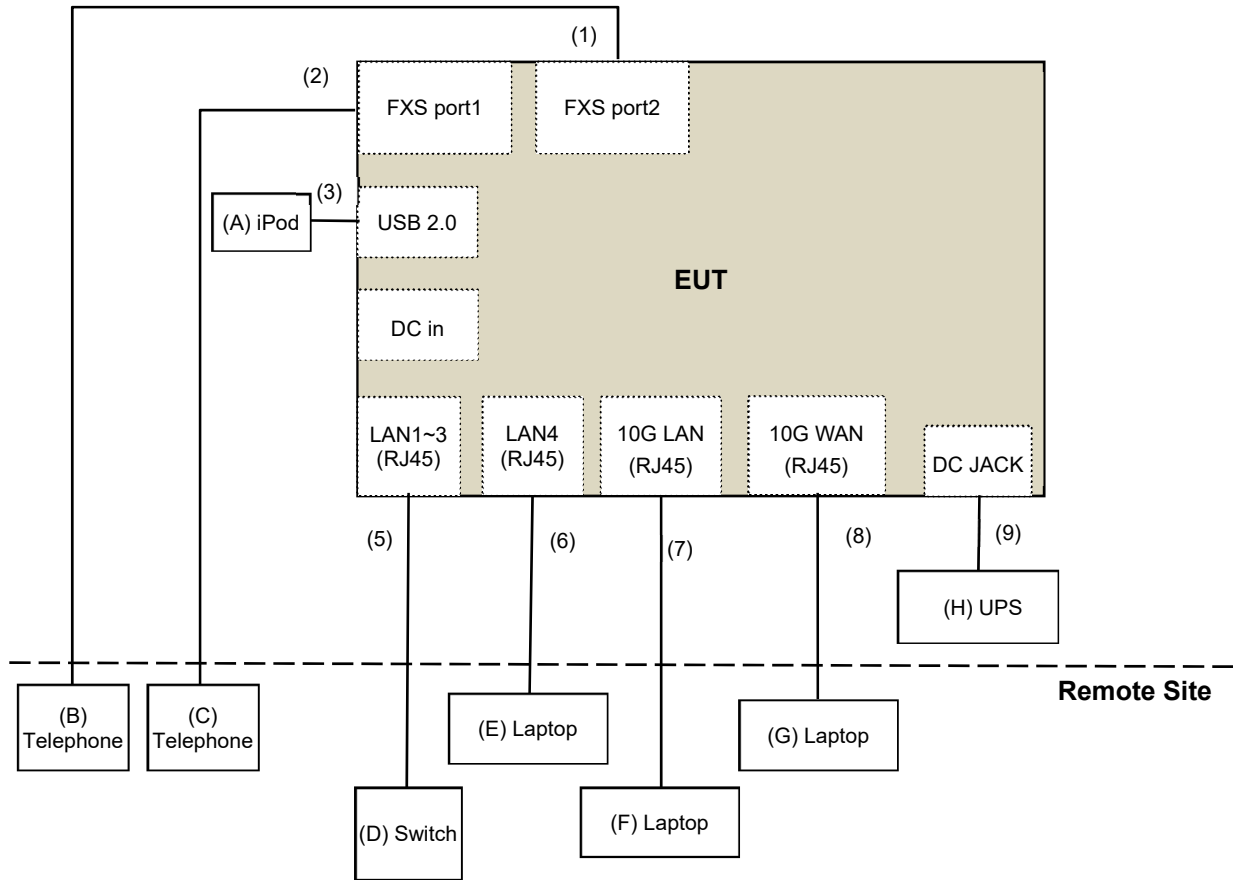 (1)
(2)
FXS port1
FXS port2
(3)
(A) iPod
USB 2.0
EUT
DC in
LAN1~3
(RJ45)
LAN4
(RJ45)
10G LAN
(RJ45)
10G WAN
(RJ45)
DC JACK
(5)
(6)
(7)
(8)
(9)
(H) UPS
Remote Site
(B)
Telephone
(C)
Telephone
(E) Laptop
(G) Laptop
(D) Switch
(F) Laptop